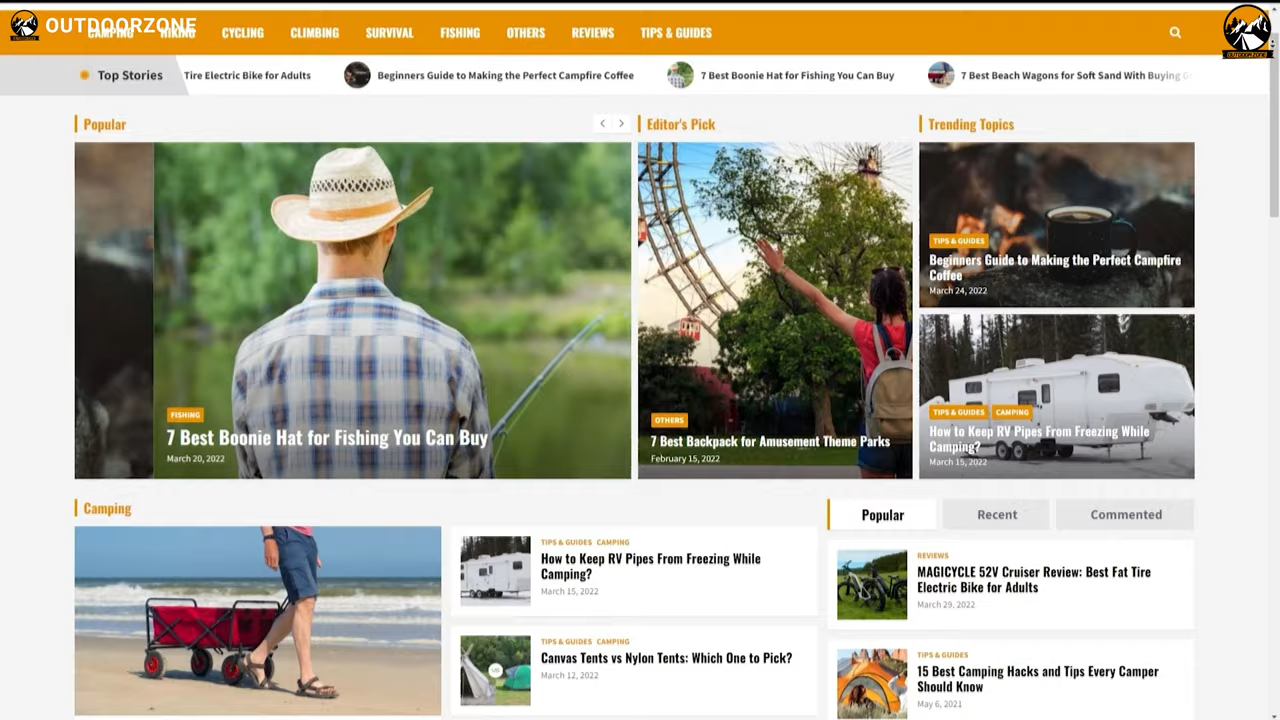 OUTDOORZONE
CAMPING HIKING CYCLING CLIMBING SURVIVAL FISHING OTHERS REVIEWS TIPS & GUIDES
Top Stories Tire Electric Bike for Adults Beginners Guide to Making the Perfect Campfire Coffee 7 Best Boonie Hat for Fishing You Can Buy 7 Best Beach Wagons for Soft Sand With Buying
Popular
FISHING
7 Best Boonie Hat for Fishing You Can Buy
March 20, 2022
Editor's Pick
OTHERS
7 Best Backpack for Amusement Theme Parks
February 15, 2022
Trending Topics
TIPS & GUIDES
Beginners Guide to Making the Perfect Campfire
Coffee
March 24, 2022
TIPS & GUIDES CAMPING
How to Keep RV Pipes From Freezing While
Camping?
March 15, 2022
Camping
TIPS & GUIDES CAMPING
How to Keep RV Pipes From Freezing While
Camping?
March 15, 2022
TIPS & GUIDES CAMPING
Canvas Tents vs Nylon Tents: Which One to Pick?
March 12, 2022
Popular Recent Commented
REVIEWS
MAGICYCLE 52V Cruiser Review: Best Fat Tire
Electric Bike for Adults
March 29, 2022
TIPS & GUIDES
15 Best Camping Hacks and Tips Every Camper
Should Know
May 6, 2021